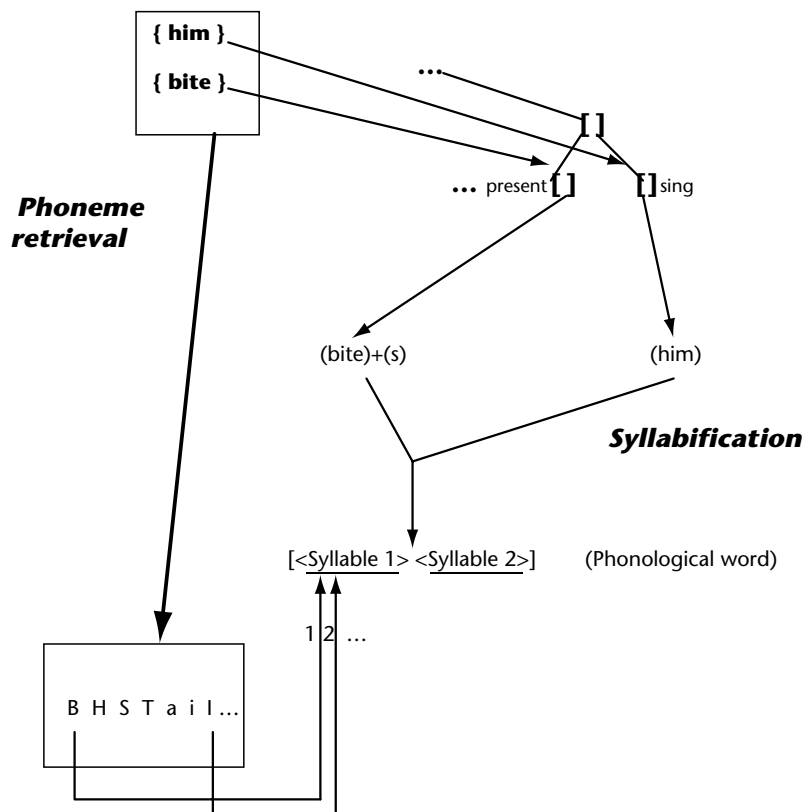 { him }
{ bite }
...
[ ]
... present [ ]
[ ] sing
Phoneme
retrieval
(bite)+(s)
(him)
Syllabification
[<Syllable 1> <Syllable 2>]
(Phonological word)
1 2 ...
B H S T a i I ...